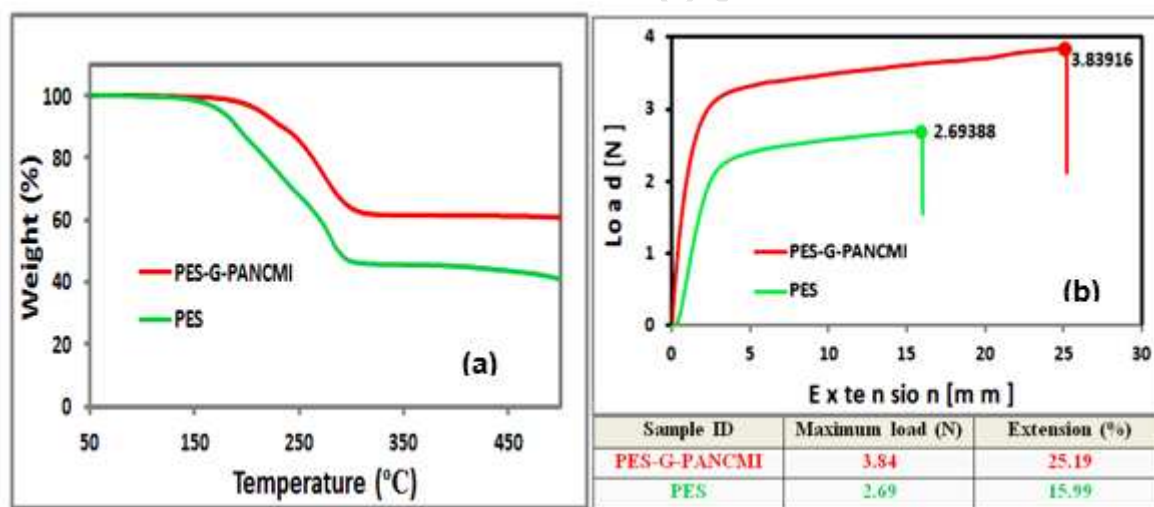 100
80
60
40
20
0
50
150
250
350
450
Weight (%)
Temperature (°C)
PES-G-PANCMI
PES
(a)
4
3
2
1
0
0
5
10
15
20
25
30
Load [N]
Extension [mm]
3.83916
2.69388
PES-G-PANCMI
PES
(b)
Sample ID Maximum load (N) Extension (%)
PES-G-PANCMI 3.84 25.19
PES 2.69 15.99